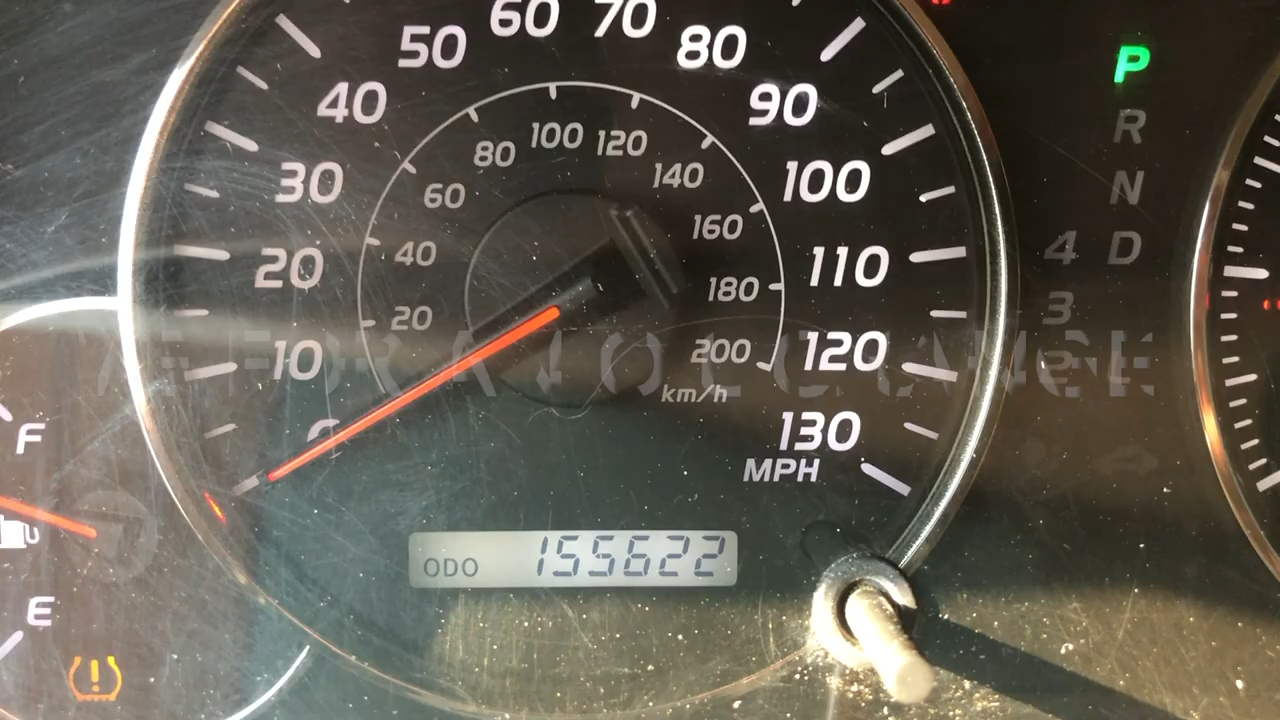 60 70
50 80
40 90
30 100
20 110
10 120
0 130
MPH
100 120
80 140
60 160
40 180
20 200
km/h
ODO 155622
P
R
N
4 D
3
F
E